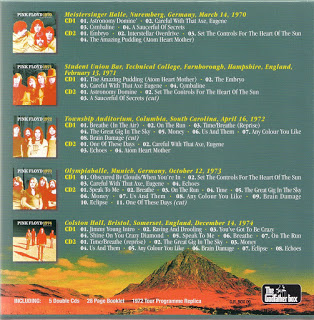 PINK FLOYD 1970
Meistersinger Halle, Nuremberg, Germany, March 14, 1970
CD1 01. Astronomy Domine · 02. Careful With That Axe, Eugene
03. Cymbaline · 04. A Saucerful Of Secrets
CD2 01. Embryo · 02. Interstellar Overdrive · 03. Set The Controls For The Heart Of The Sun
04. The Amazing Pudding (Atom Heart Mother)
PINK FLOYD 1971
Student Union Bar, Technical College, Farnborough, Hampshire, England,
February 13, 1971
CD1 01. The Amazing Pudding (Atom Heart Mother) · 02. The Embryo
03. Careful With That Axe Eugene · 04. Cymbaline
CD2 01. Astronomy Domine · 02. Set The Controls For The Heart Of The Sun
03. A Saucerful Of Secrets (cut)
PINK FLOYD 1972
Township Auditorium, Columbia, South Carolina, April 16, 1972
CD1 01. Breathe (In The Air) · 02. On The Run · 03. Time/Breathe (Reprise)
04. The Great Gig In The Sky · 05. Money · 06. Us And Them · 07. Any Colour You Like
08. Brain Damage (cut)
CD2 01. One Of These Days · 02. Careful With That Axe, Eugene
03. Echoes · 04. Atom Heart Mother
PINK FLOYD 1973
Olympiahalle, Munich, Germany, October 12, 1973
CD1 01. Obscured By Clouds/When You're In · 02. Set The Controls For The Heart Of The Sun
03. Careful With That Axe, Eugene · 04. Echoes
CD2 01. Speak To Me · 02. Breathe · 03. On The Run · 04. Time · 05. The Great Gig In The Sky
06. Money · 07. Us And Them · 08. Any Colour You Like · 09. Brain Damage
10. Eclipse · 11. One Of These Days (cut)
PINK FLOYD 1974
Colston Hall, Bristol, Somerset, England, December 14, 1974
CD1 01. Jimmy Young Intro · 02. Raving And Drooling · 03. You've Got To Be Crazy
04. Shine On You Crazy Diamond · 05. Speak To Me · 06. Breathe · 07. On The Run
CD2 01. Time/Breathe (reprise) · 02. The Great Gig In The Sky · 03. Money
04. Us And Them · 05. Any Colour You Like · 06. Brain Damage · 07. Eclipse · 08. Echoes
INCLUDING: 5 Double Cds 28 Page Booklet 1972 Tour Programme Replica
The Godfather box